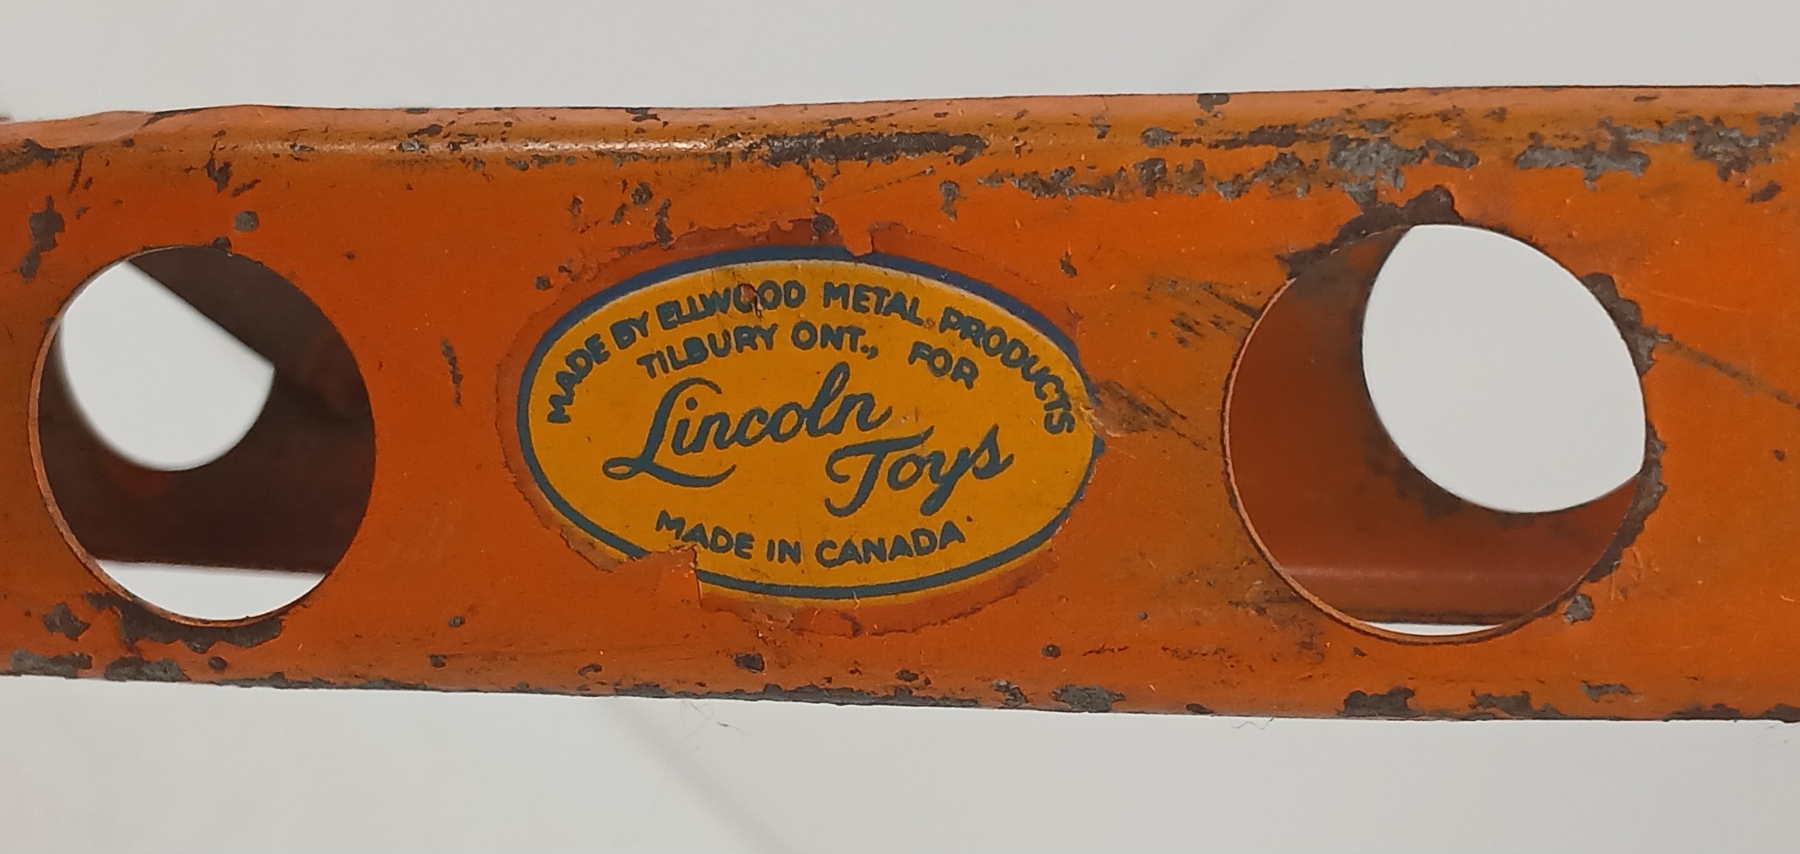 MADE BY ELLWOOD METAL PRODUCTS
TILBURY ONT., FOR
Lincoln
Toys
MADE IN CANADA